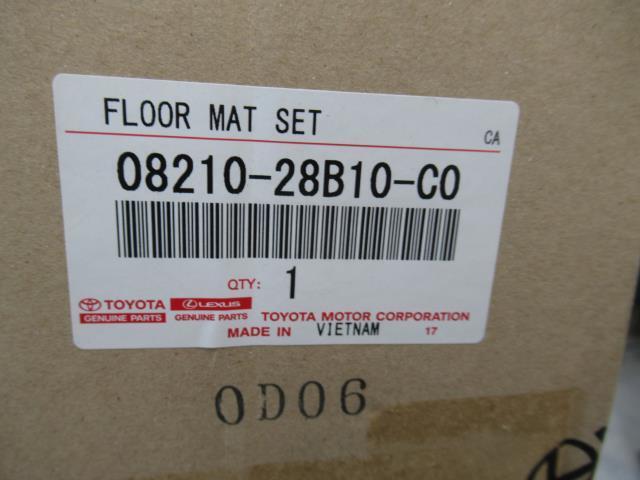 FLOOR MAT SET
CA
08210-28B10-C0
QTY: 1
TOYOTA LEXUS
GENUINE PARTS GENUINE PARTS TOYOTA MOTOR CORPORATION
MADE IN VIETNAM 17
0D06